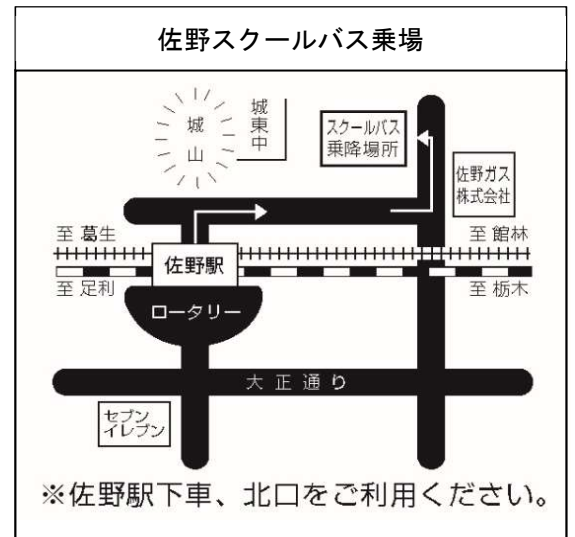 佐野スクールバス乗場
城山
城東中
スクールバス
乗降場所
佐野ガス
株式会社
至 葛生
至 館林
佐野駅
至 足利
至 栃木
ロータリー
大正通り
セブン
イレブン
※佐野駅下車、北口をご利用ください。